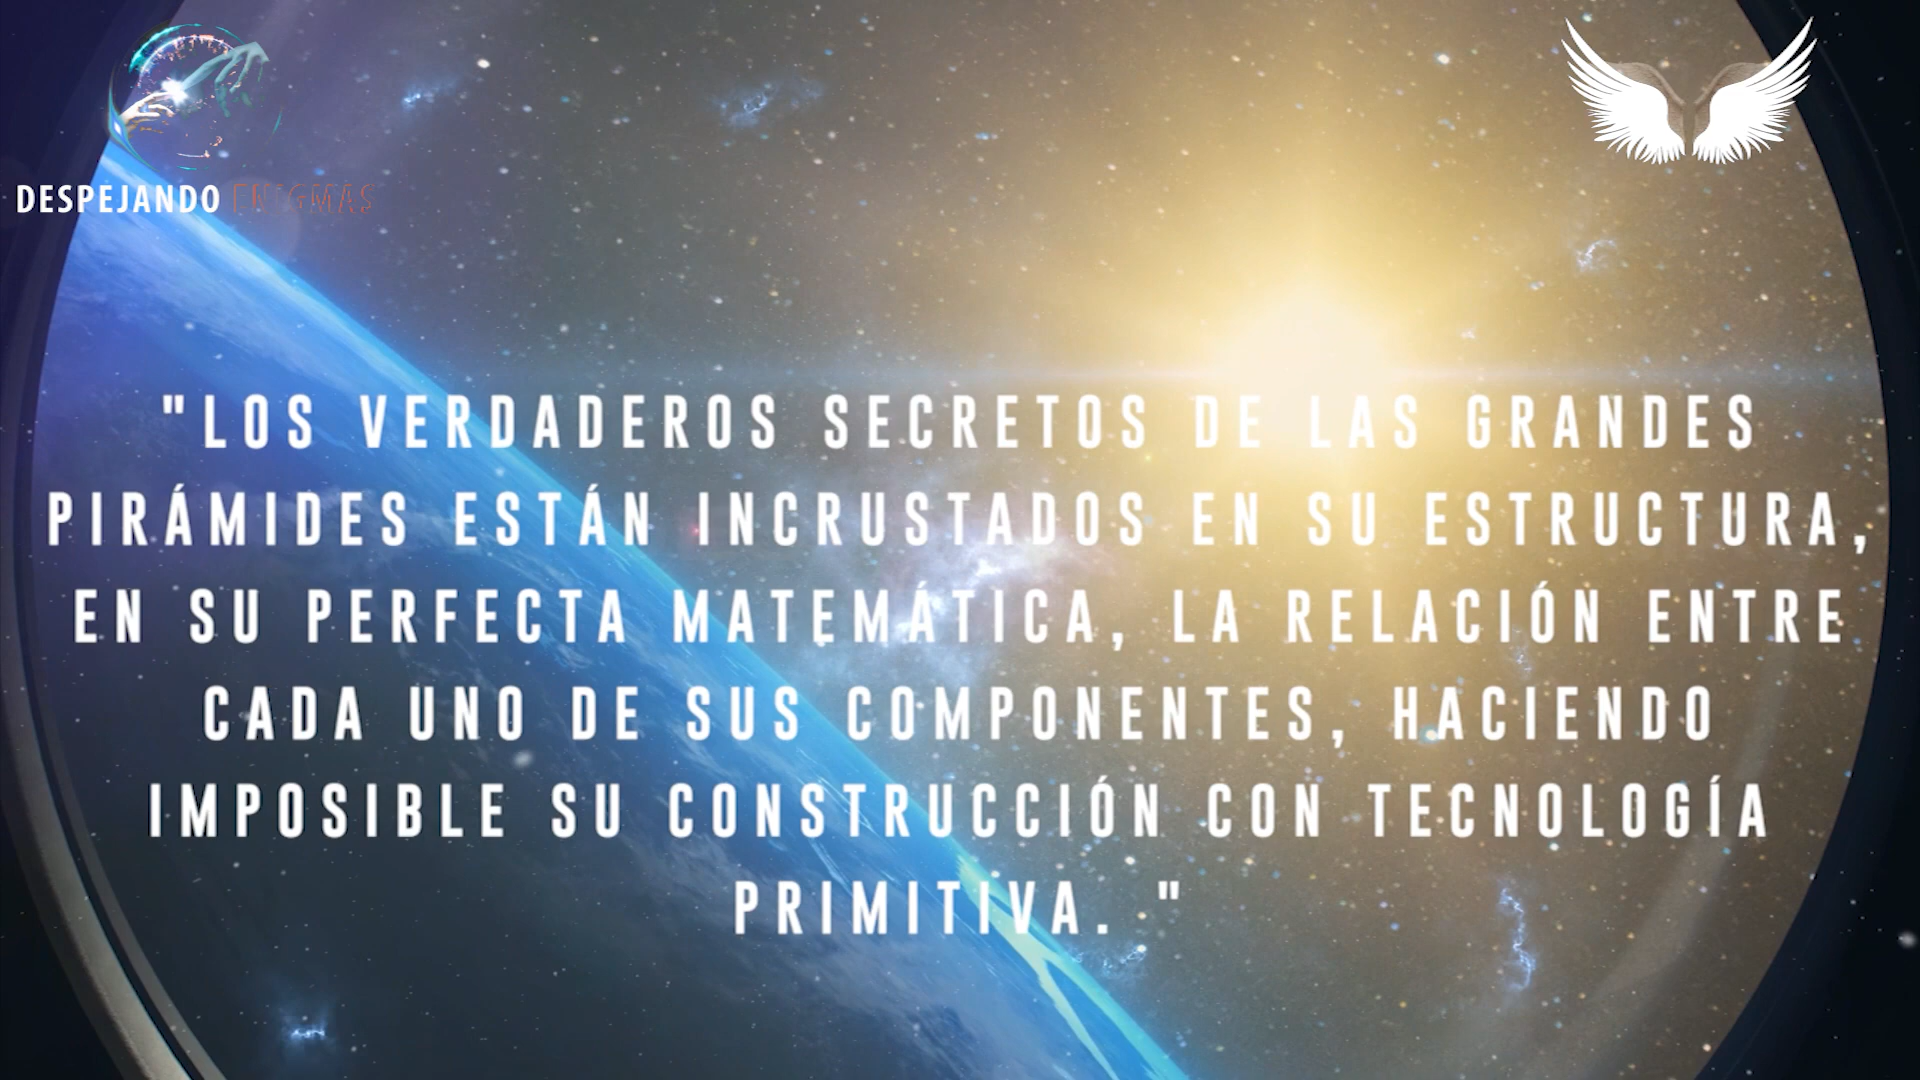 DESPEJANDO ENIGMAS
"LOS VERDADEROS SECRETOS DE LAS GRANDES
PIRÁMIDES ESTÁN INCRUSTADOS EN SU ESTRUCTURA,
EN SU PERFECTA MATEMÁTICA, LA RELACIÓN ENTRE
CADA UNO DE SUS COMPONENTES, HACIENDO
IMPOSIBLE SU CONSTRUCCIÓN CON TECNOLOGÍA
PRIMITIVA. "